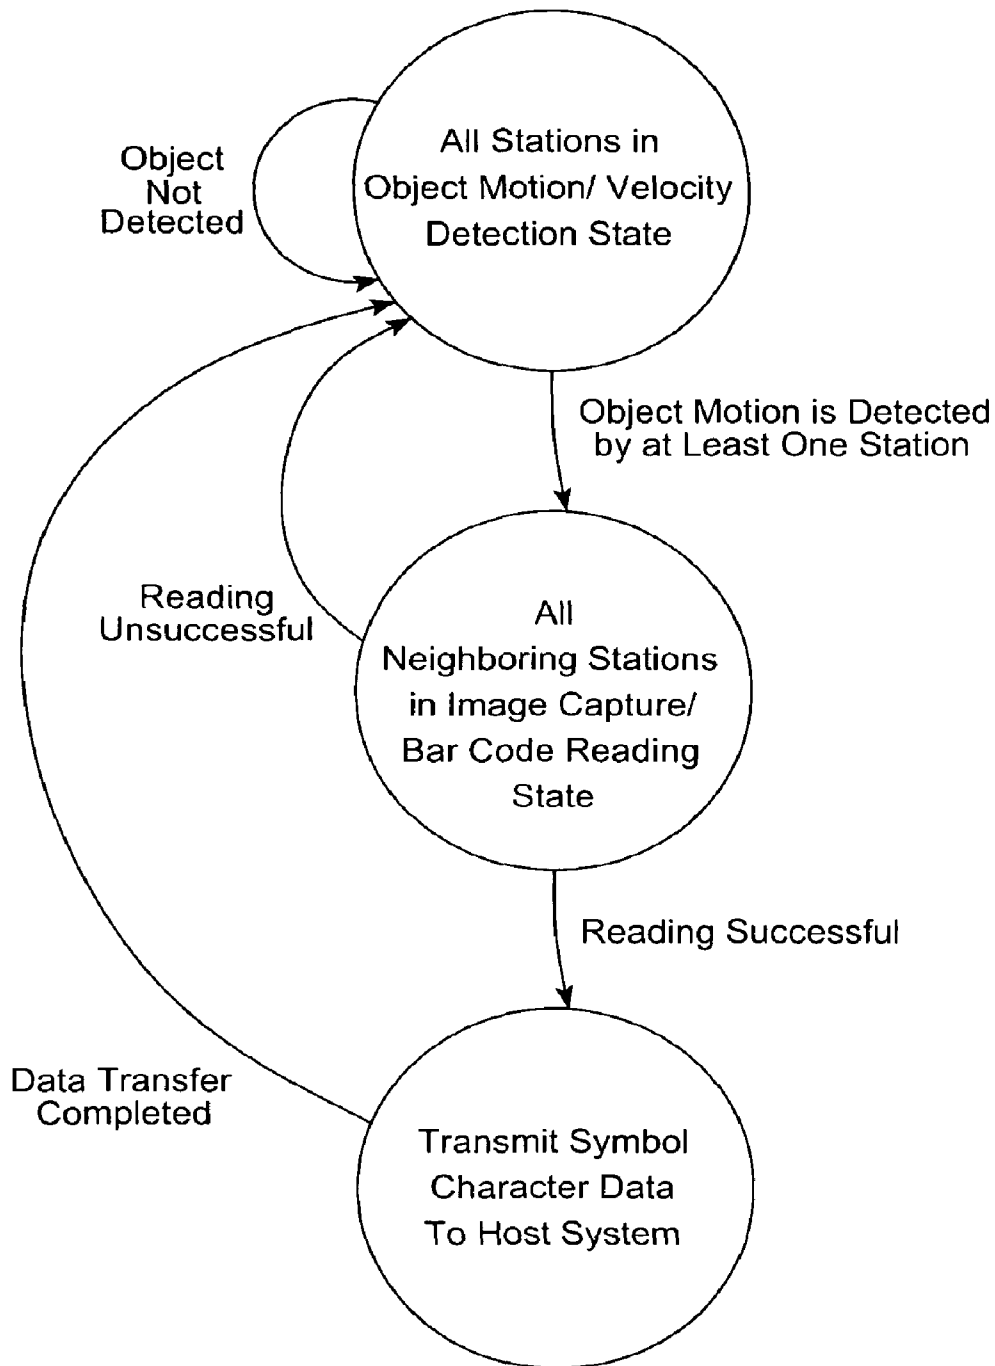 All Stations in
Object Motion/ Velocity
Detection State
Object
Not
Detected
Object Motion is Detected
by at Least One Station
Reading
Unsuccessful
All
Neighboring Stations
in Image Capture/
Bar Code Reading
State
Reading Successful
Data Transfer
Completed
Transmit Symbol
Character Data
To Host System